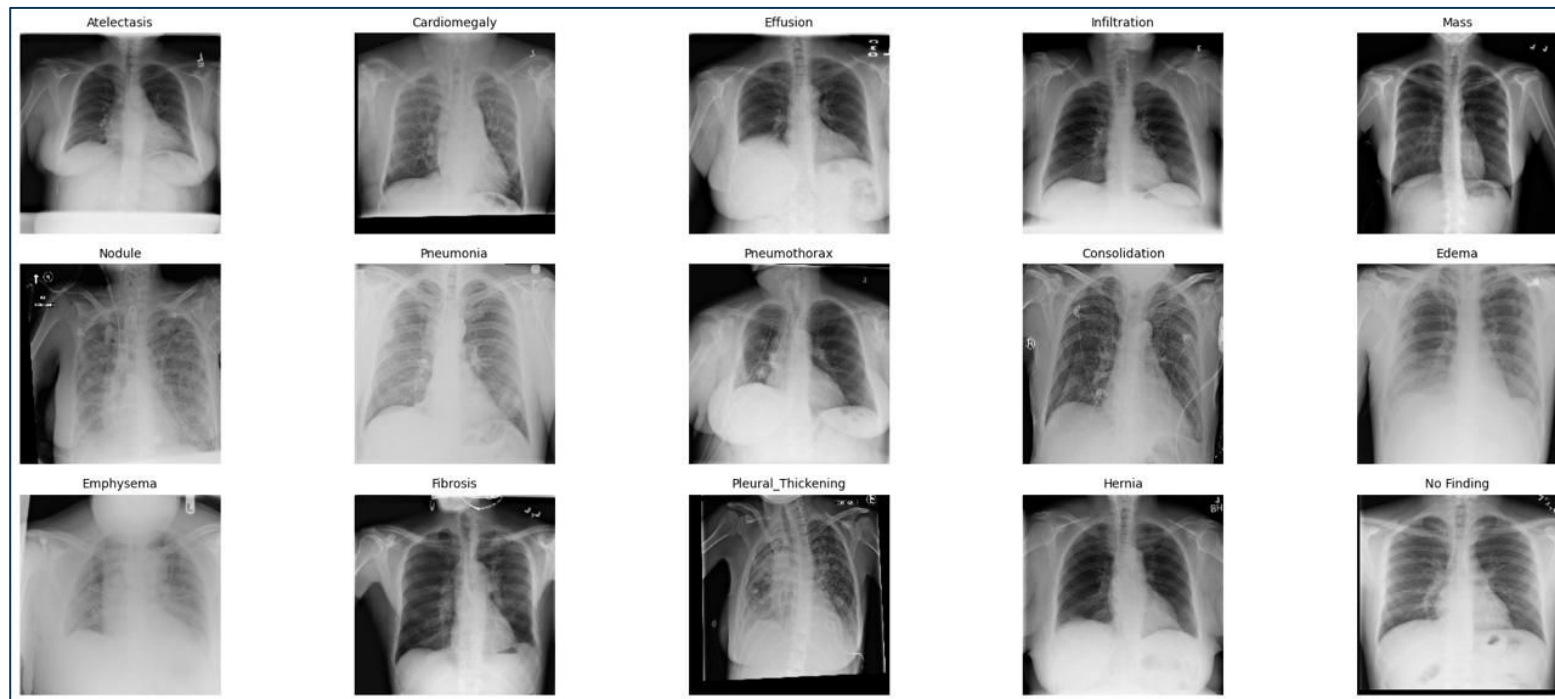 Atelectasis
Cardiomegaly
Effusion
Infiltration
Mass
Nodule
Pneumonia
Pneumothorax
Consolidation
Edema
Emphysema
Fibrosis
Pleural_Thickening
Hernia
No Finding